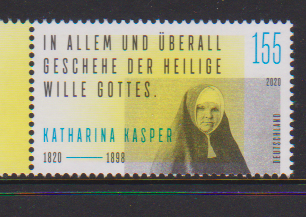 IN ALLEM UND ÜBERALL
GESCHEHE DER HEILIGE
WILLE GOTTES.
155
2020
KATHARINA KASPER
1820 — 1898
DEUTSCHLAND